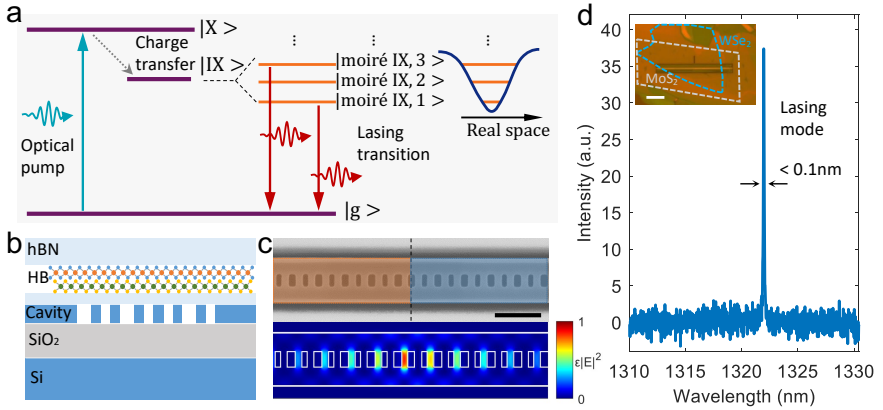 a
|X >
Charge
transfer
|IX >
⋮
⋮
⋮
|moiré IX, 3 >
|moiré IX, 2 >
|moiré IX, 1 >
Real space
Optical
pump
Lasing
transition
|g >
b
hBN
HB
Cavity
SiO₂
Si
c
1
ε|E|²
0
d
Intensity (a.u.)
40
35
30
25
20
15
10
5
0
WSe₂
MoS₂
Lasing
mode
< 0.1nm
1310
1315
1320
1325
1330
Wavelength (nm)